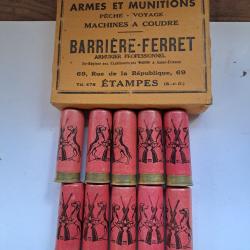 ARMES ET MUNITIONS
PÊCHE - VOYAGE
MACHINES A COUDRE
BARRIÈRE-FERRET
ARMURIER PROFESSIONNEL
69, Rue de la République, 69
ÉTAMPES